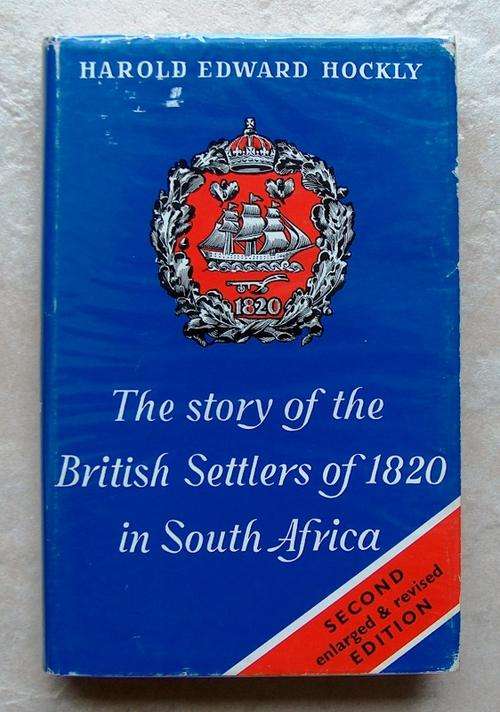 HAROLD EDWARD HOCKLY
1820
The story of the
British Settlers of 1820
in South Africa
SECOND
enlarged & revised
EDITION